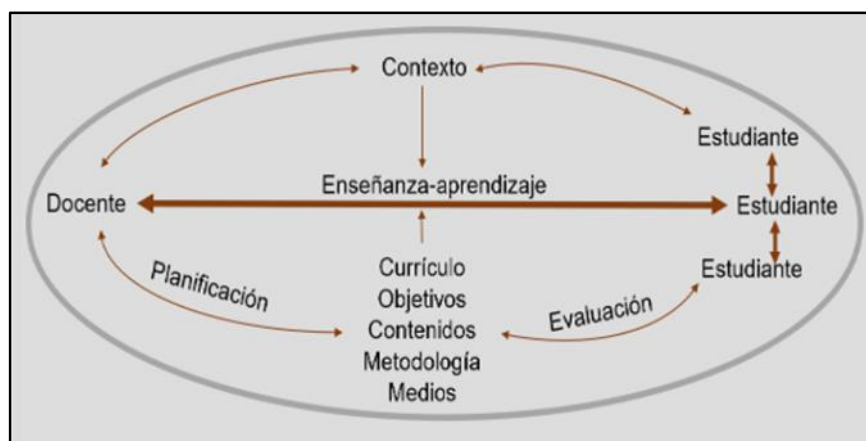 Contexto
Estudiante
Enseñanza-aprendizaje
Docente
Estudiante
Estudiante
Planificación
Currículo
Objetivos
Contenidos
Metodología
Medios
Evaluación